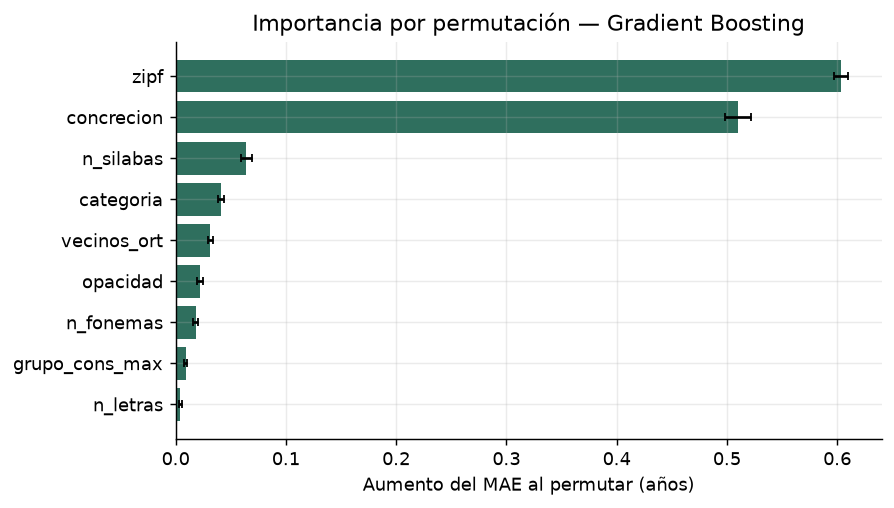 Importancia por permutación — Gradient Boosting
zipf
concrecion
n_silabas
categoria
vecinos_ort
opacidad
n_fonemas
grupo_cons_max
n_letras
0.0 0.1 0.2 0.3 0.4 0.5 0.6
Aumento del MAE al permutar (años)